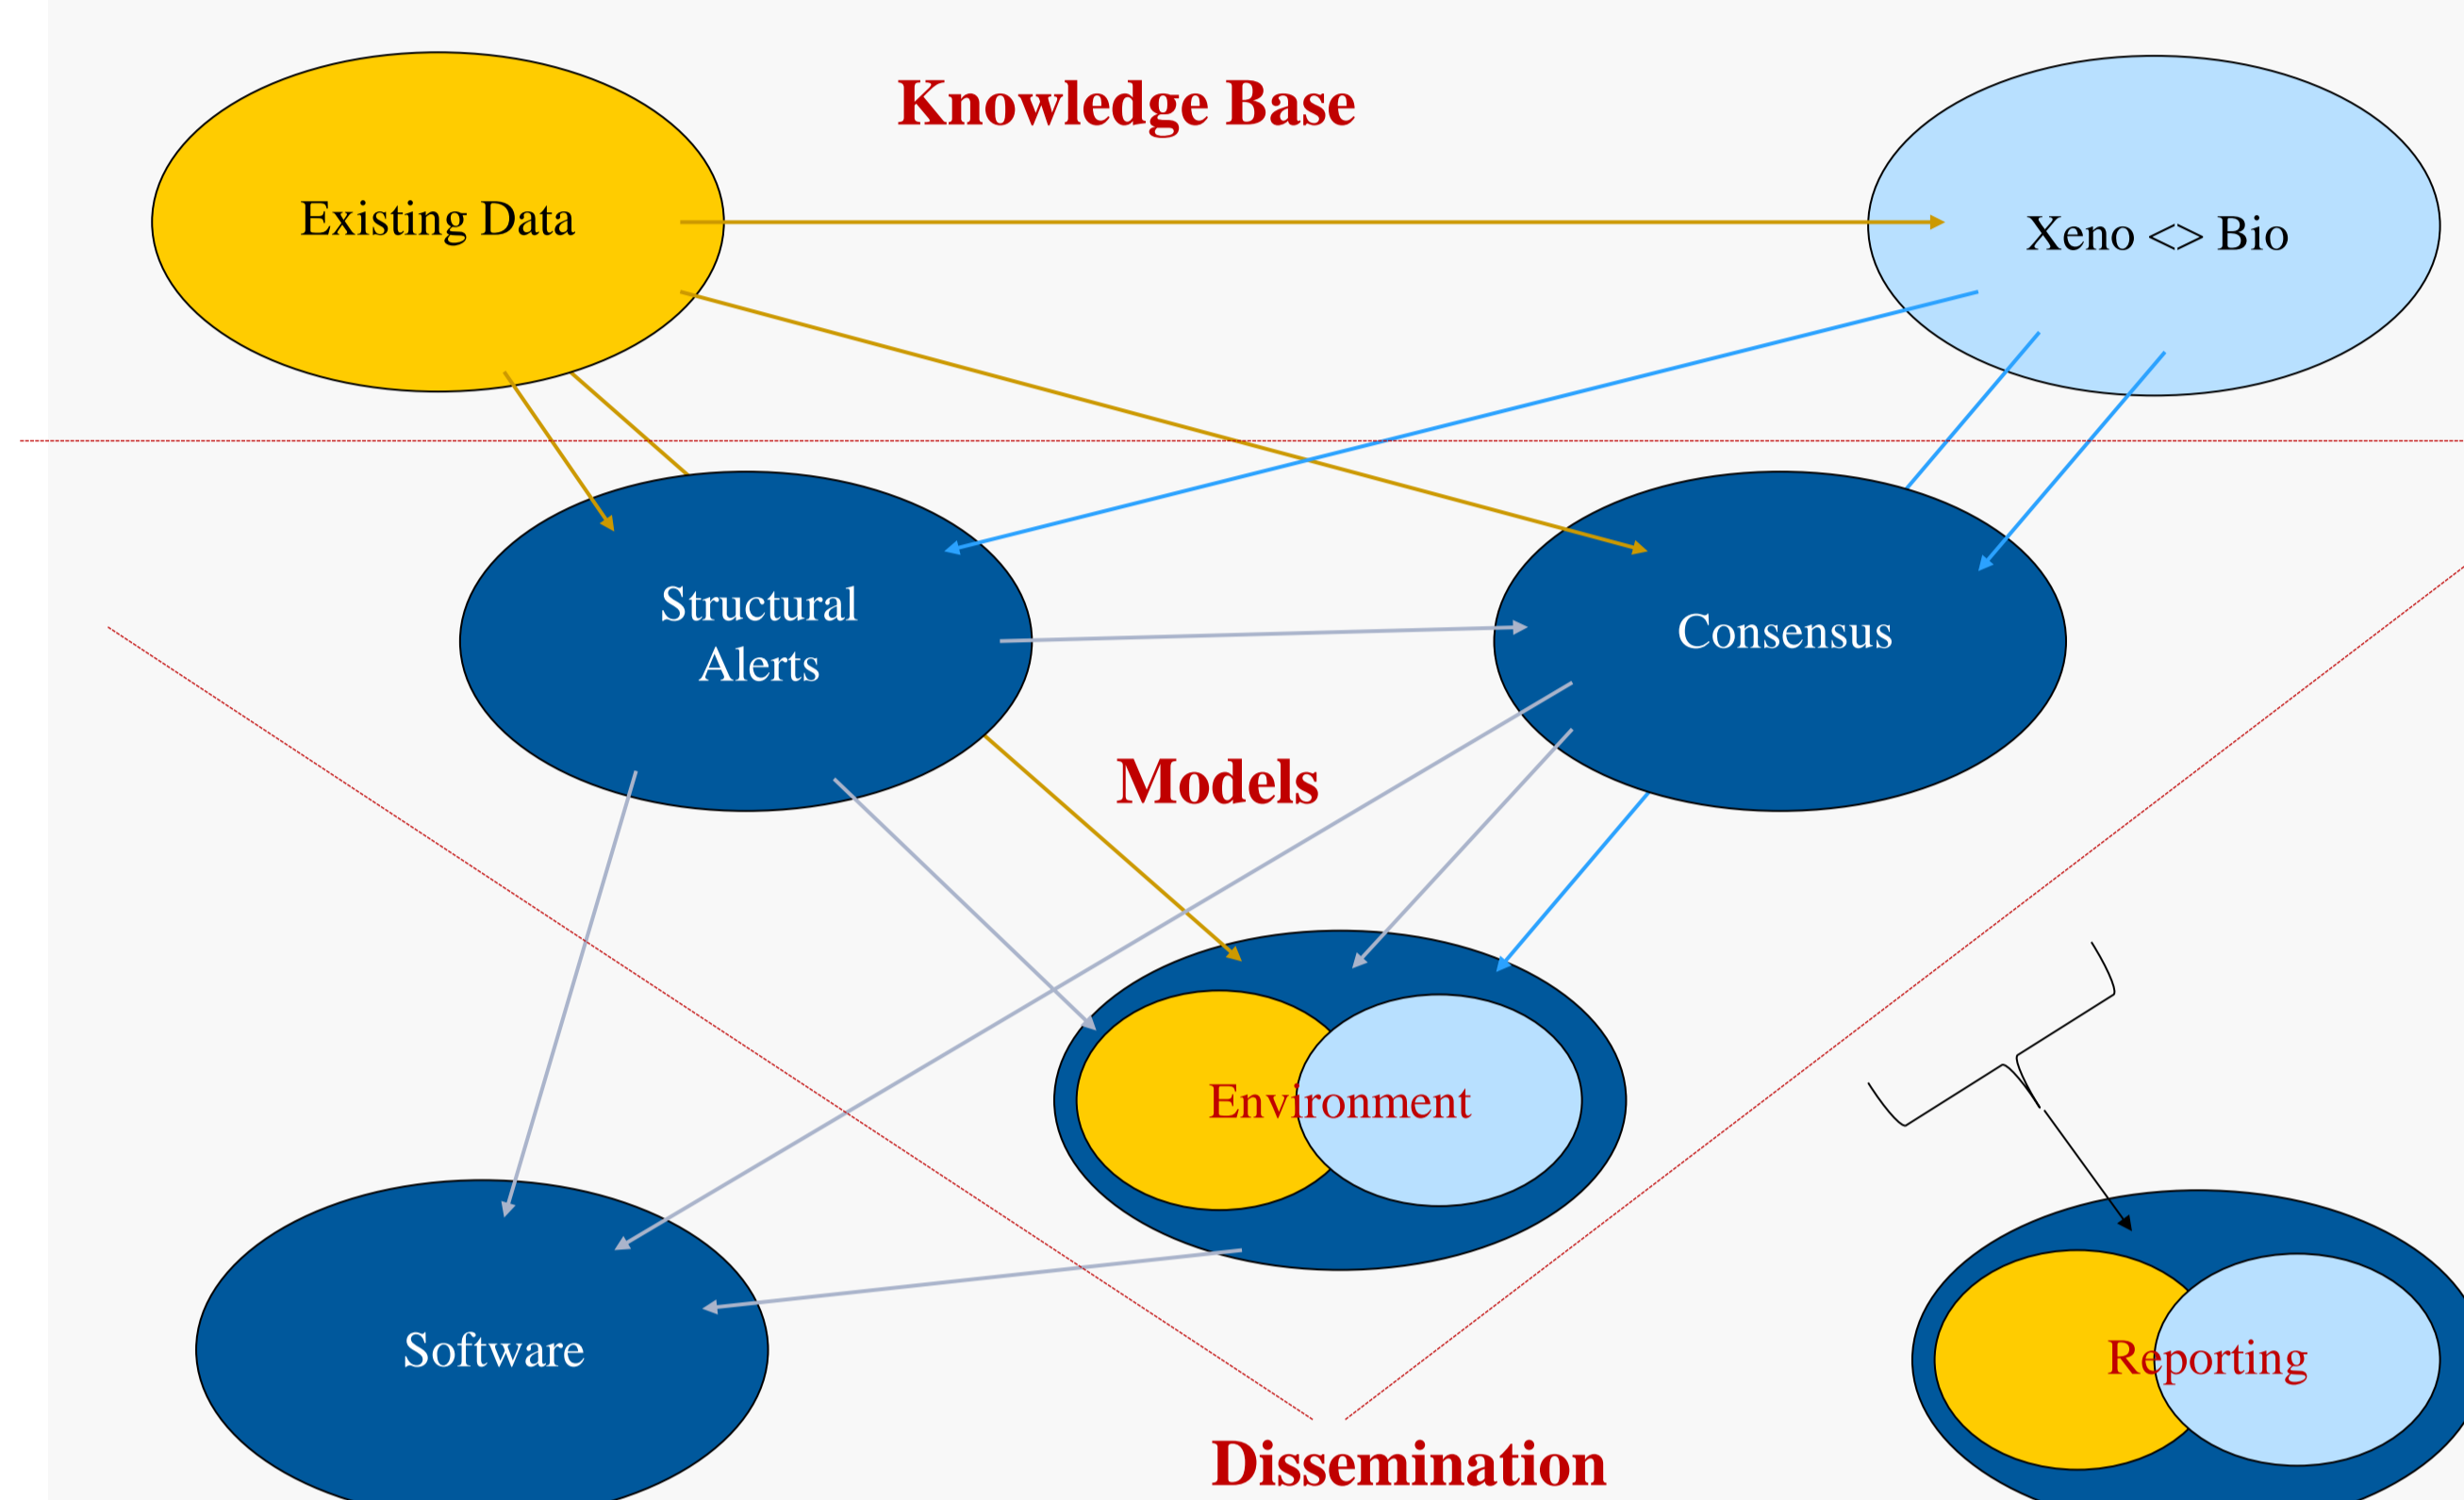 Knowledge Base
Existing Data
Xeno <> Bio
Structural
Alerts
Consensus
Models
Environment
Software
Reporting
Dissemination